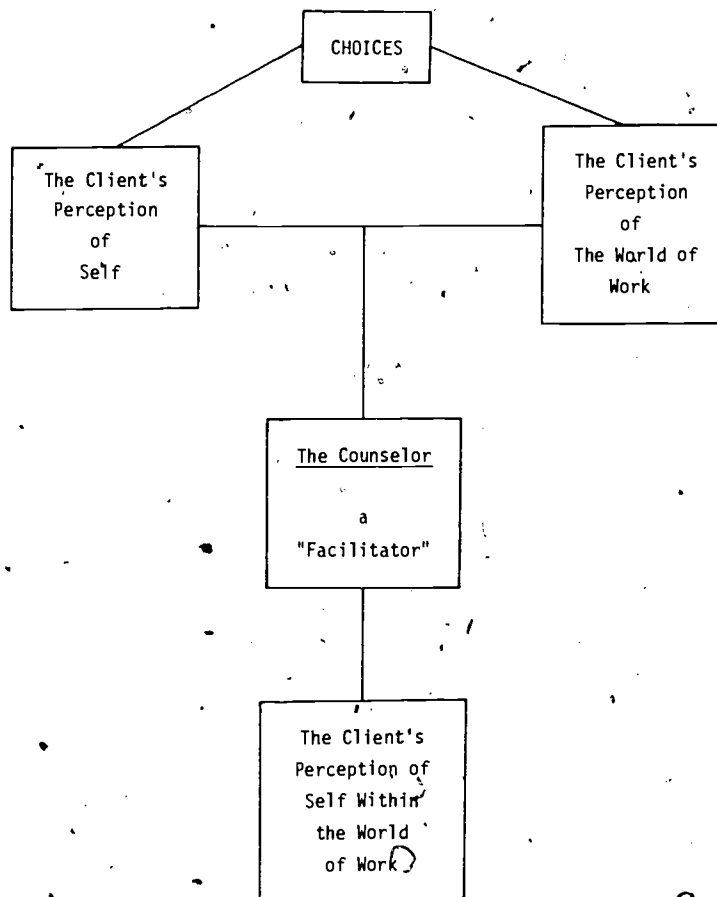 CHOICES
The Client's
Perception
of
Self
The Client's
Perception
of
The World of
Work
The Counselor
a
"Facilitator"
The Client's
Perception of
Self Within
the World
of Work